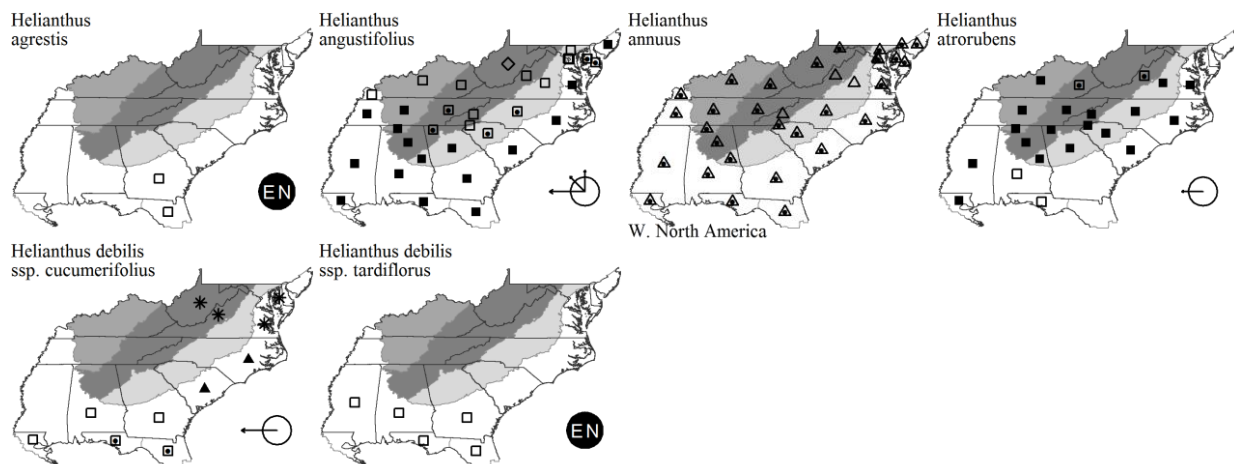 Helianthus
agrestis
EN
Helianthus
angustifolius
Helianthus
annuus
W. North America
Helianthus
atrorubens
Helianthus debilis
ssp. cucumerifolius
Helianthus debilis
ssp. tardiflorus
EN